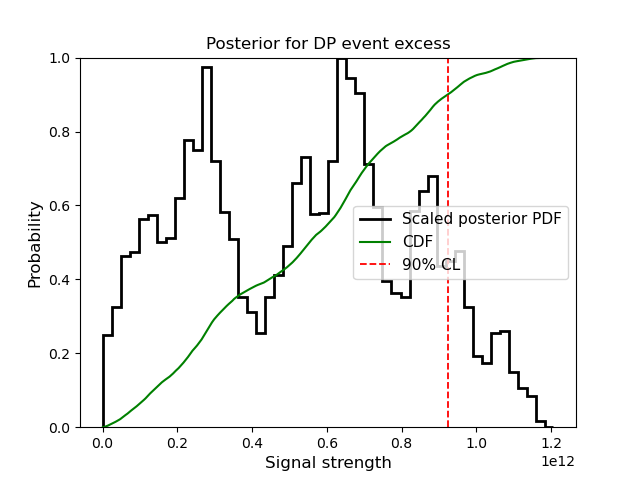 Posterior for DP event excess
Probability
1.0
0.8
0.6
0.4
0.2
0.0
Scaled posterior PDF
CDF
90% CL
0.0 0.2 0.4 0.6 0.8 1.0 1.2
1e12
Signal strength